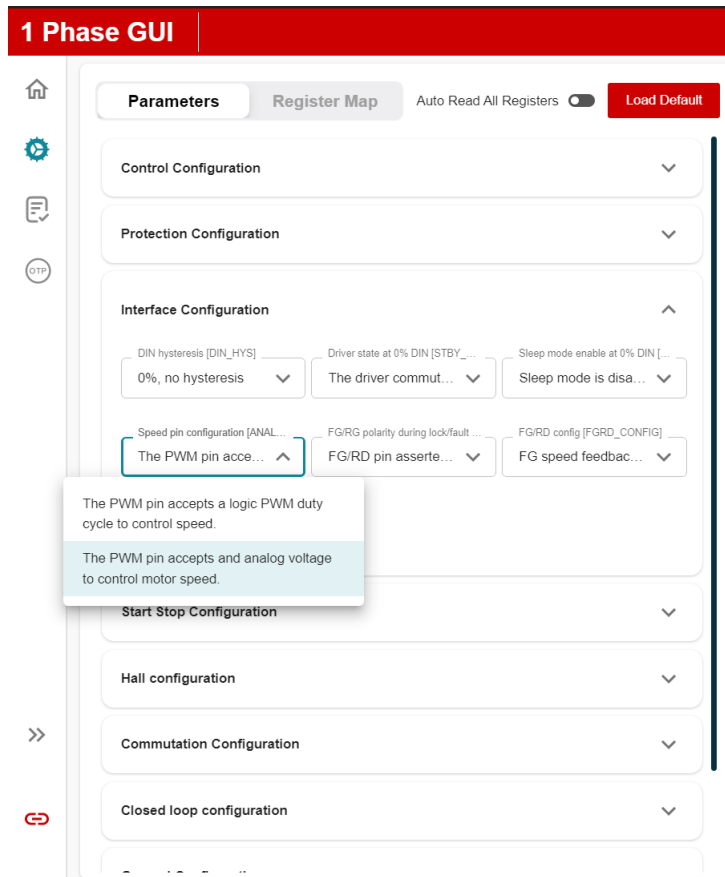 1 Phase GUI
Parameters
Register Map
Auto Read All Registers
Load Default
Control Configuration
Protection Configuration
OTP
Interface Configuration
DIN hysteresis [DIN_HYS]
Driver state at 0% DIN [STBY_...
Sleep mode enable at 0% DIN [...
0%, no hysteresis
The driver commut...
Sleep mode is disa...
Speed pin configuration [ANAL...
FG/RG polarity during lock/fault ...
FG/RD config [FGRD_CONFIG]
The PWM pin acce...
FG/RD pin asserte...
FG speed feedbac...
The PWM pin accepts a logic PWM duty
cycle to control speed.
The PWM pin accepts and analog voltage
to control motor speed.
Start Stop Configuration
Hall configuration
Commutation Configuration
Closed loop configuration